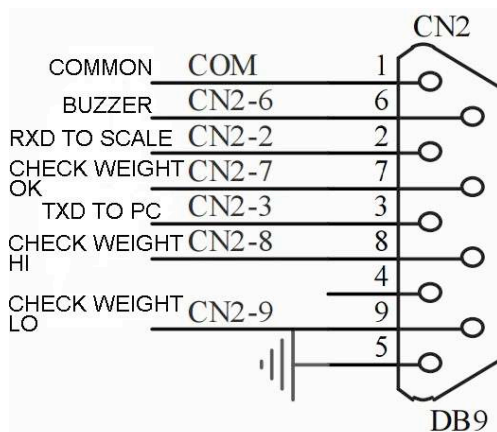 CN2
COMMON COM 1
BUZZER CN2-6 6
RXD TO SCALE CN2-2 2
CHECK WEIGHT
OK CN2-7 7
TXD TO PC CN2-3 3
CHECK WEIGHT
HI CN2-8 8
4
CHECK WEIGHT
LO CN2-9 9
5
DB9